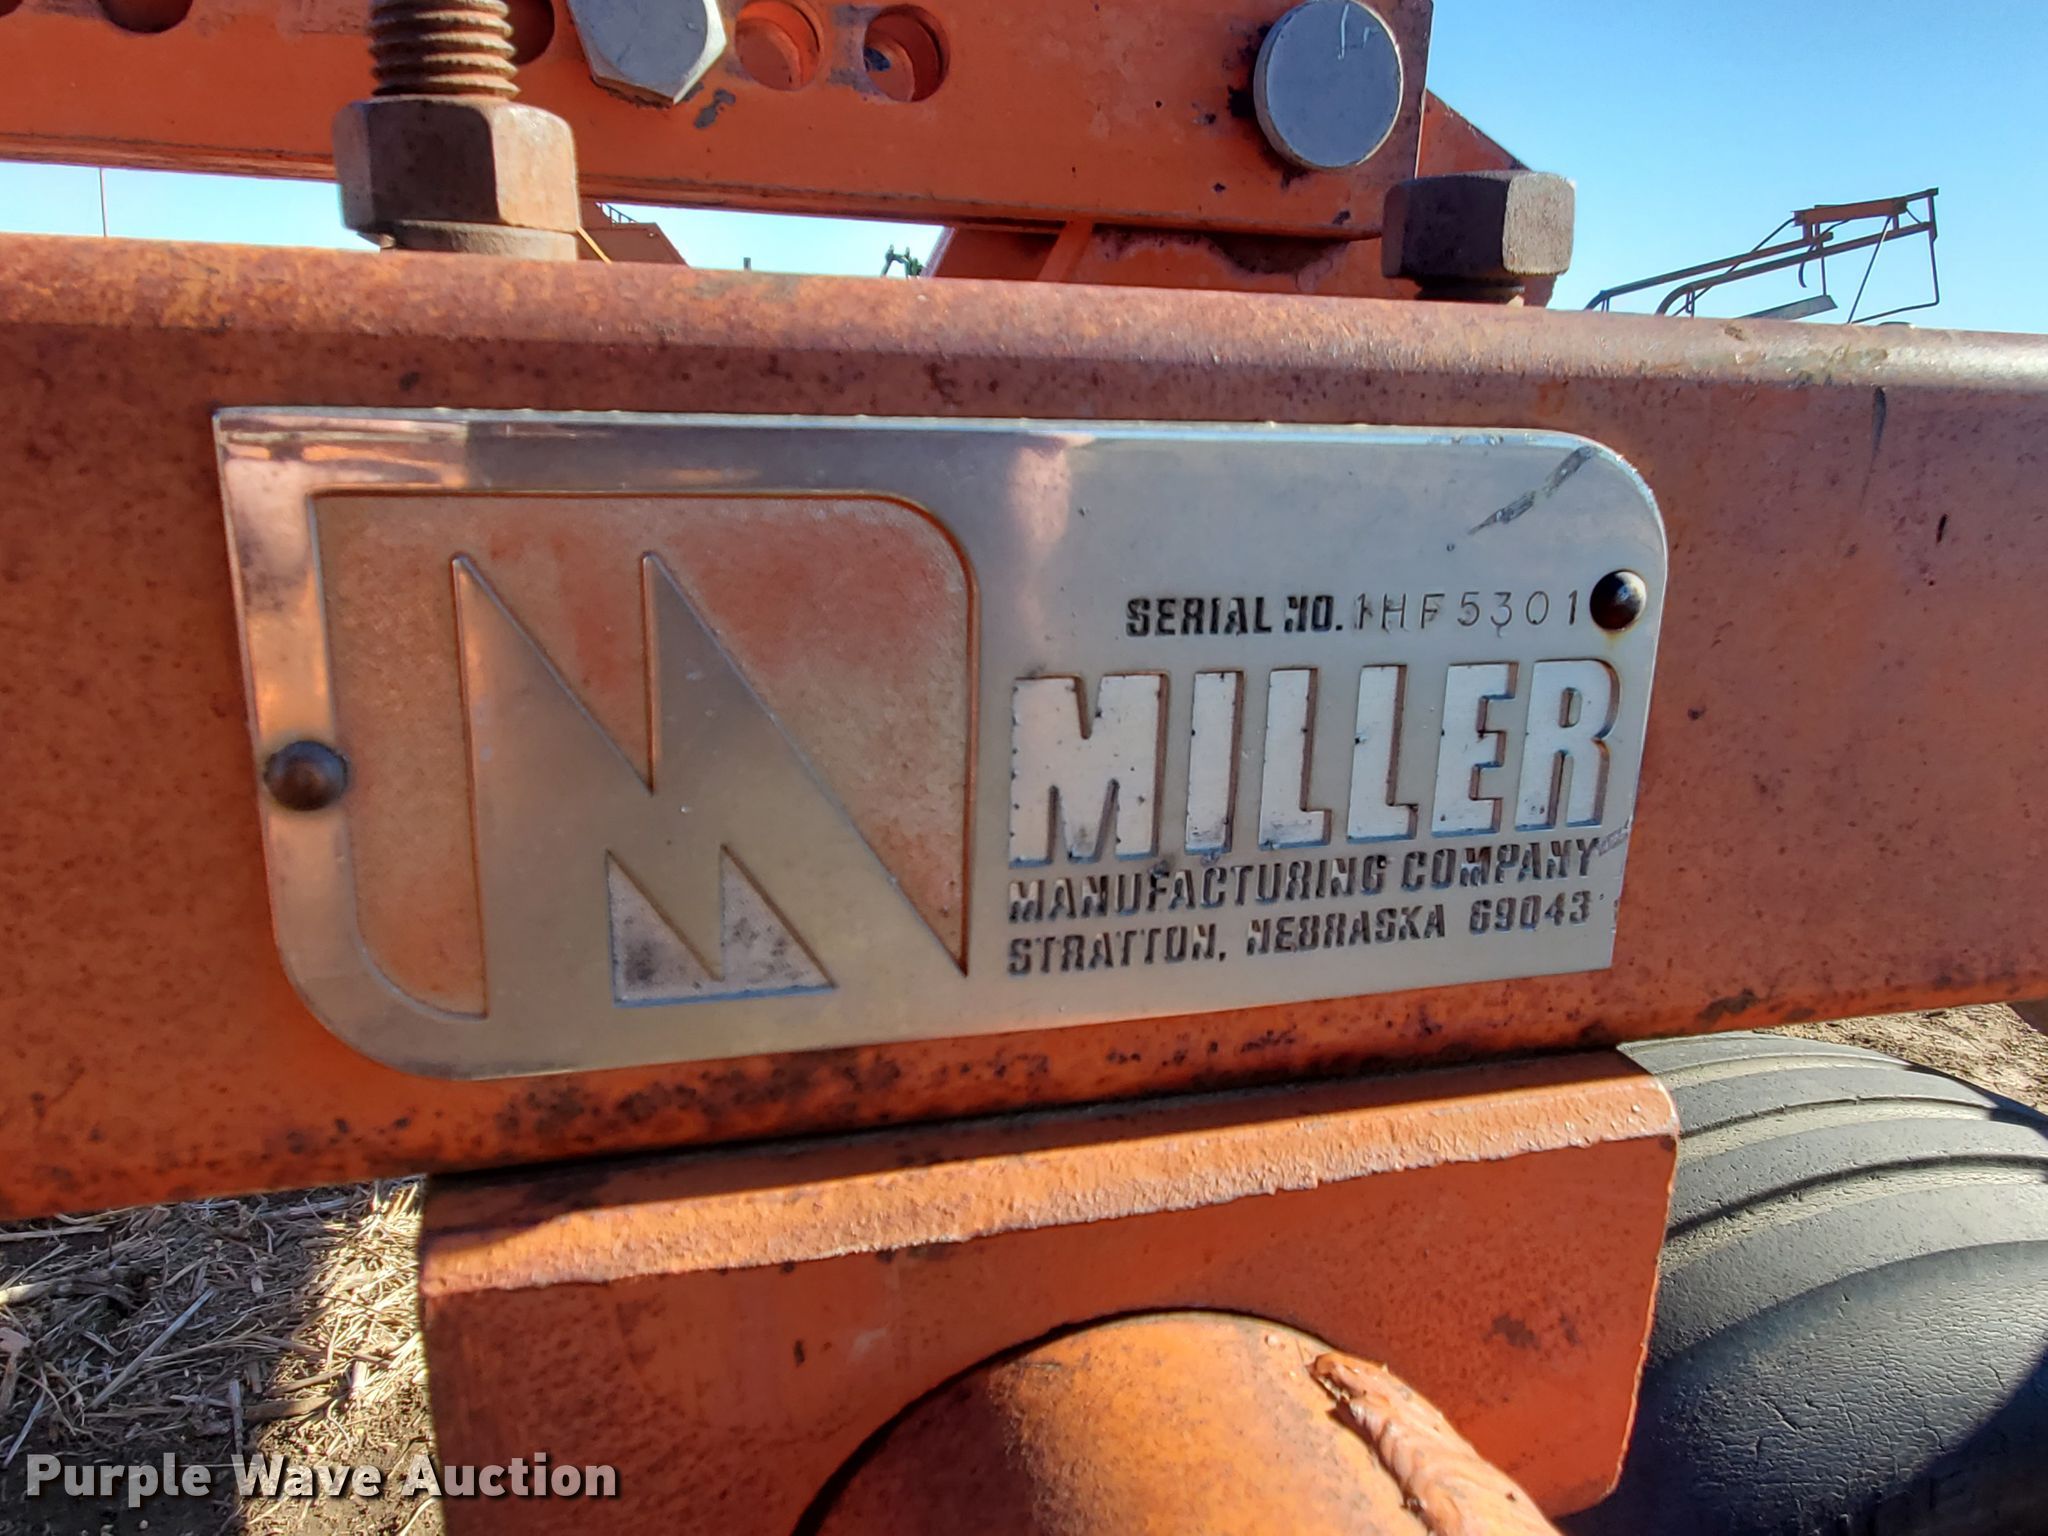 SERIAL NO. 1HF5301
MILLER
MANUFACTURING COMPANY
STRATTON, NEBRASKA 69043
Purple Wave Auction